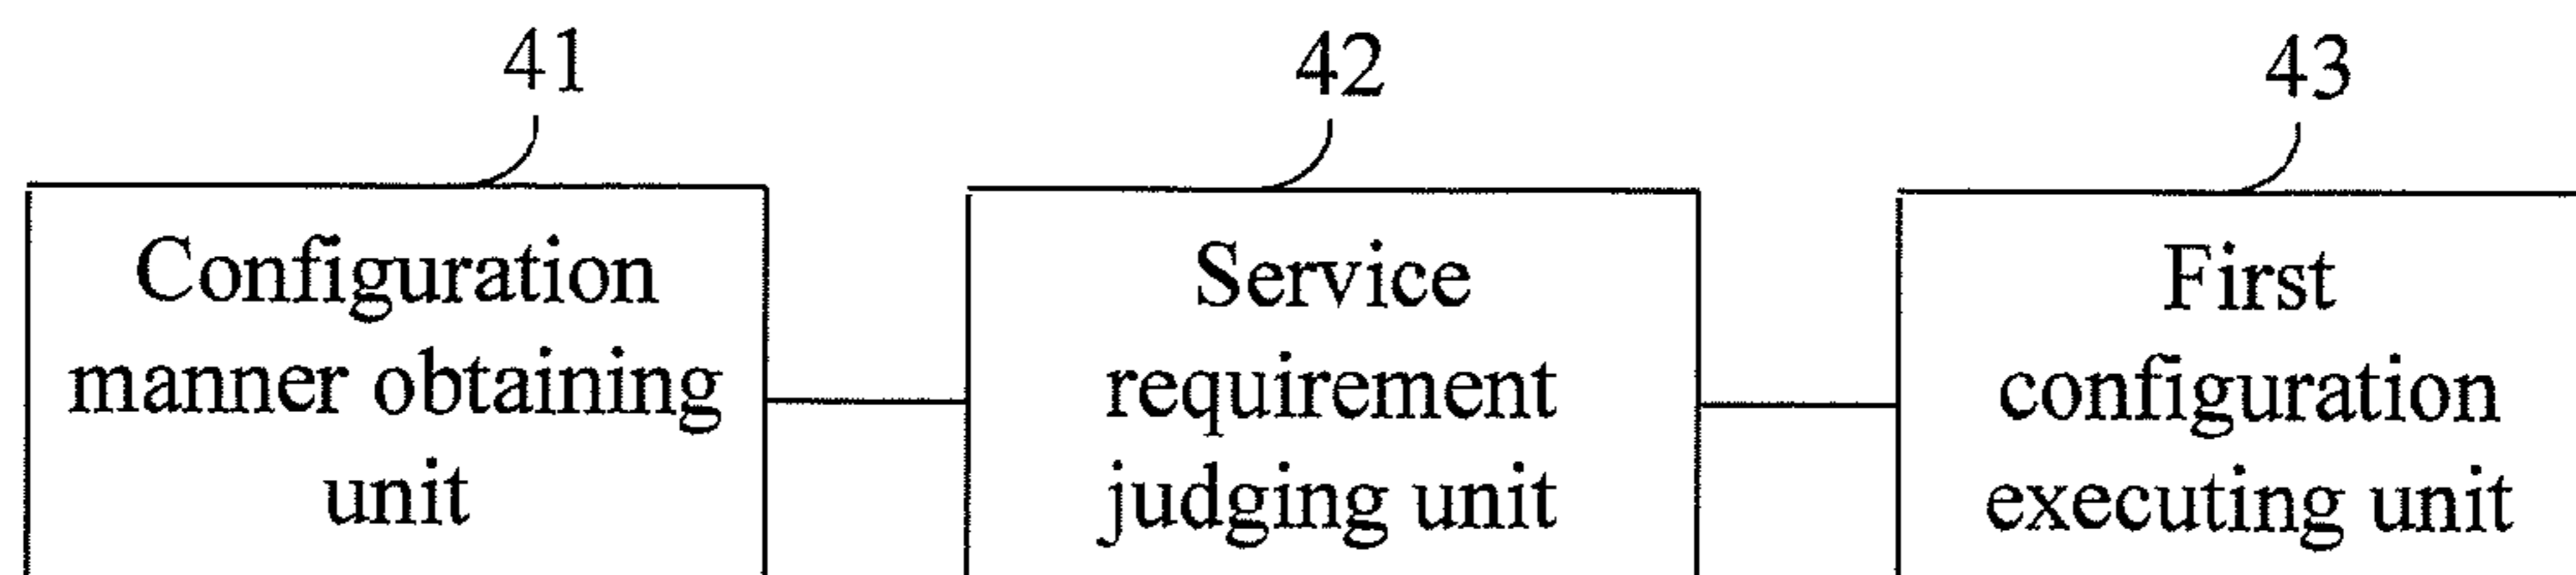 41
42
43
Configuration
manner obtaining
unit
Service
requirement
judging unit
First
configuration
executing unit